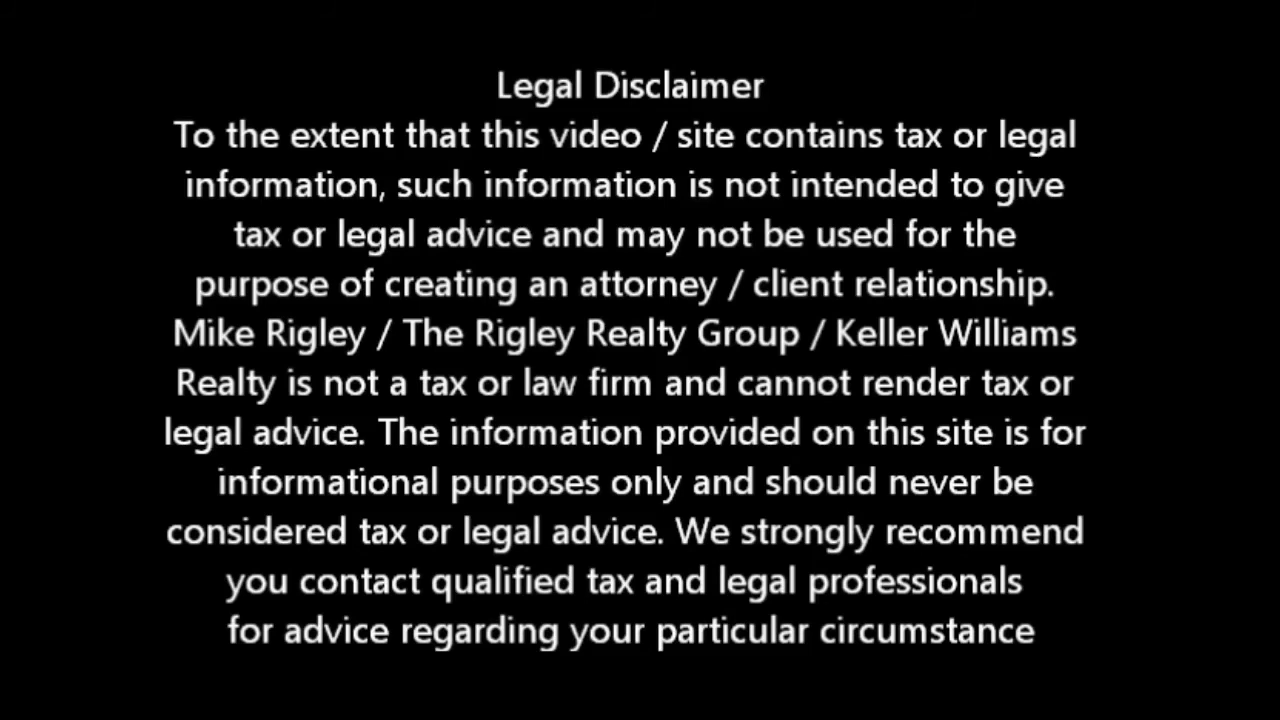 Legal Disclaimer
To the extent that this video / site contains tax or legal
information, such information is not intended to give
tax or legal advice and may not be used for the
purpose of creating an attorney / client relationship.
Mike Rigley / The Rigley Realty Group / Keller Williams
Realty is not a tax or law firm and cannot render tax or
legal advice. The information provided on this site is for
informational purposes only and should never be
considered tax or legal advice. We strongly recommend
you contact qualified tax and legal professionals
for advice regarding your particular circumstance